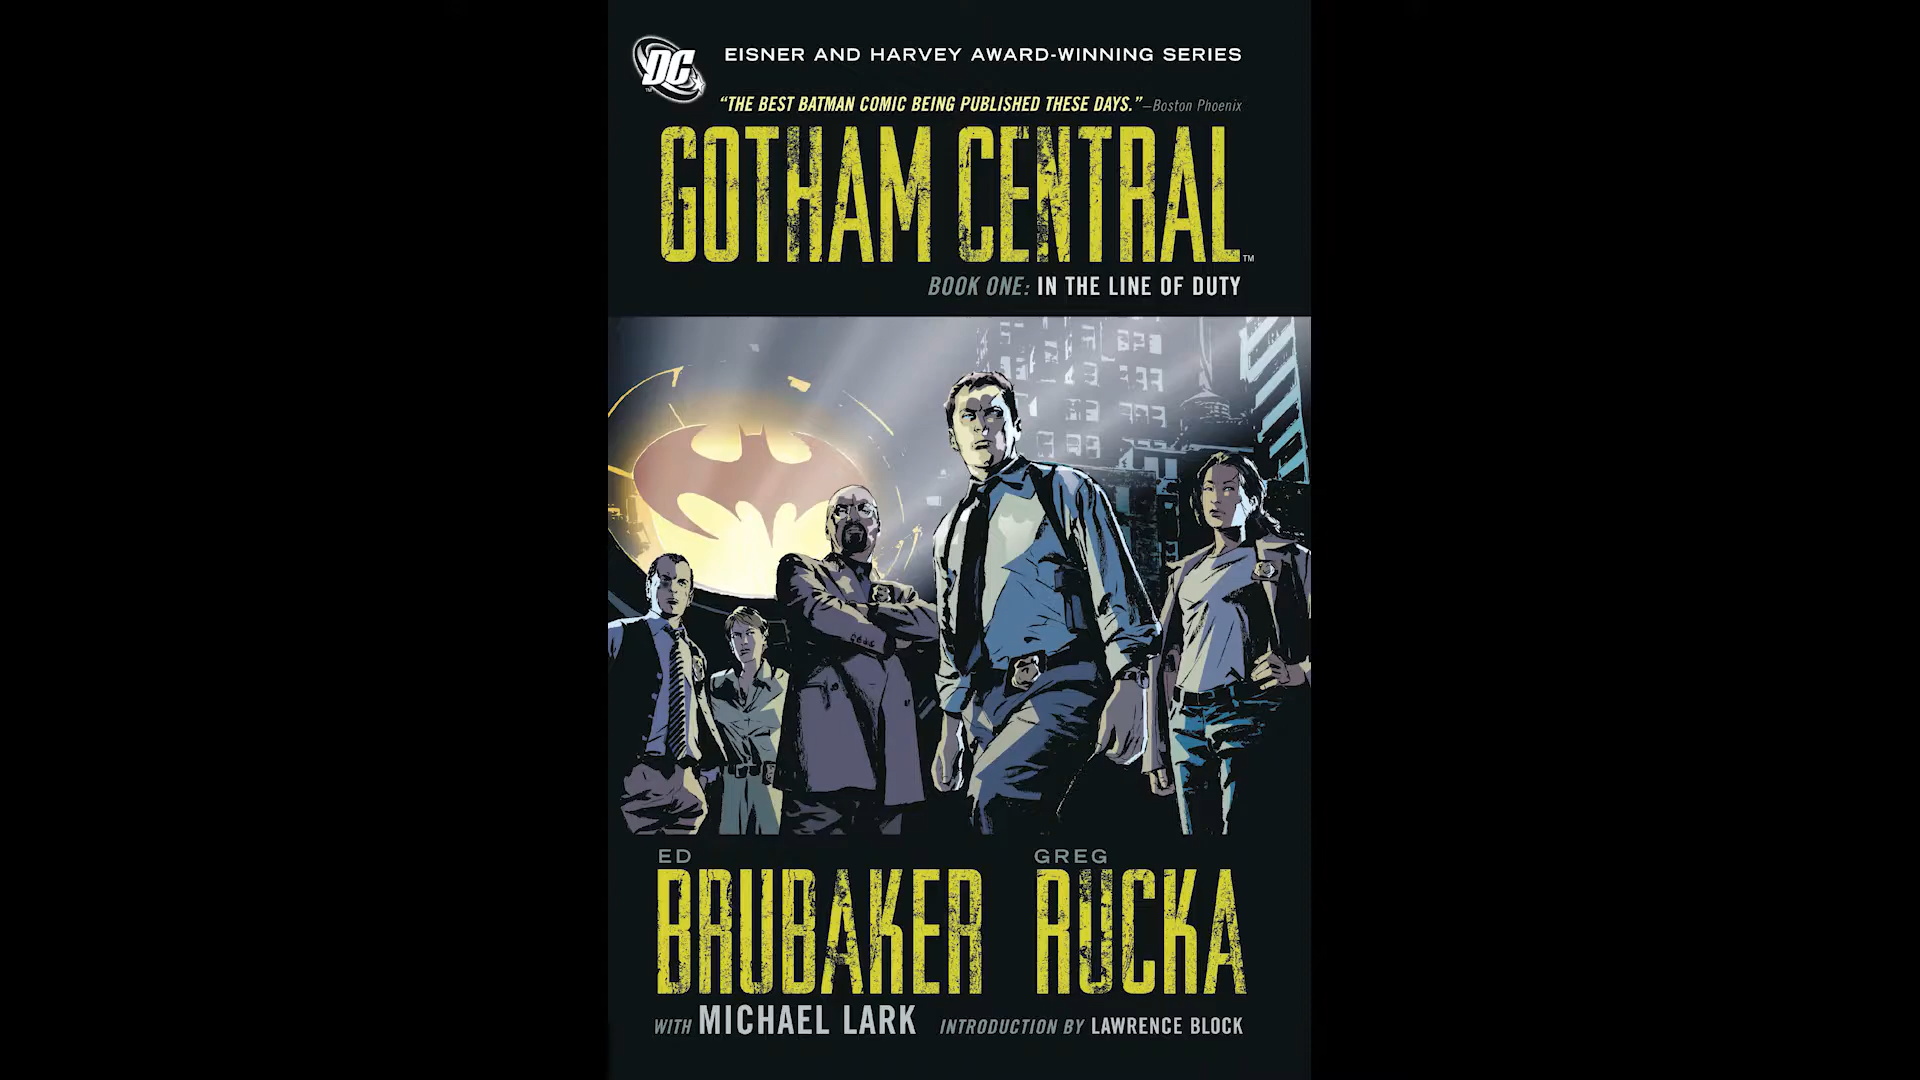 DC
EISNER AND HARVEY AWARD-WINNING SERIES
"THE BEST BATMAN COMIC BEING PUBLISHED THESE DAYS."—Boston Phoenix
GOTHAM CENTRAL™
BOOK ONE: IN THE LINE OF DUTY
ED BRUBAKER
GREG RUCKA
WITH MICHAEL LARK INTRODUCTION BY LAWRENCE BLOCK